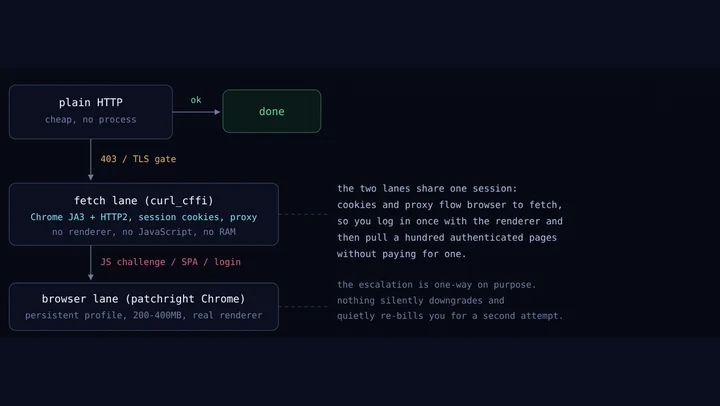 plain HTTP
cheap, no process
ok
done
403 / TLS gate
fetch lane (curl_cffi)
Chrome JA3 + HTTP2, session cookies, proxy
no renderer, no JavaScript, no RAM
JS challenge / SPA / login
browser lane (patchright Chrome)
persistent profile, 200-400MB, real renderer
the two lanes share one session:
cookies and proxy flow browser to fetch,
so you log in once with the renderer and
then pull a hundred authenticated pages
without paying for one.
the escalation is one-way on purpose.
nothing silently downgrades and
quietly re-bills you for a second attempt.